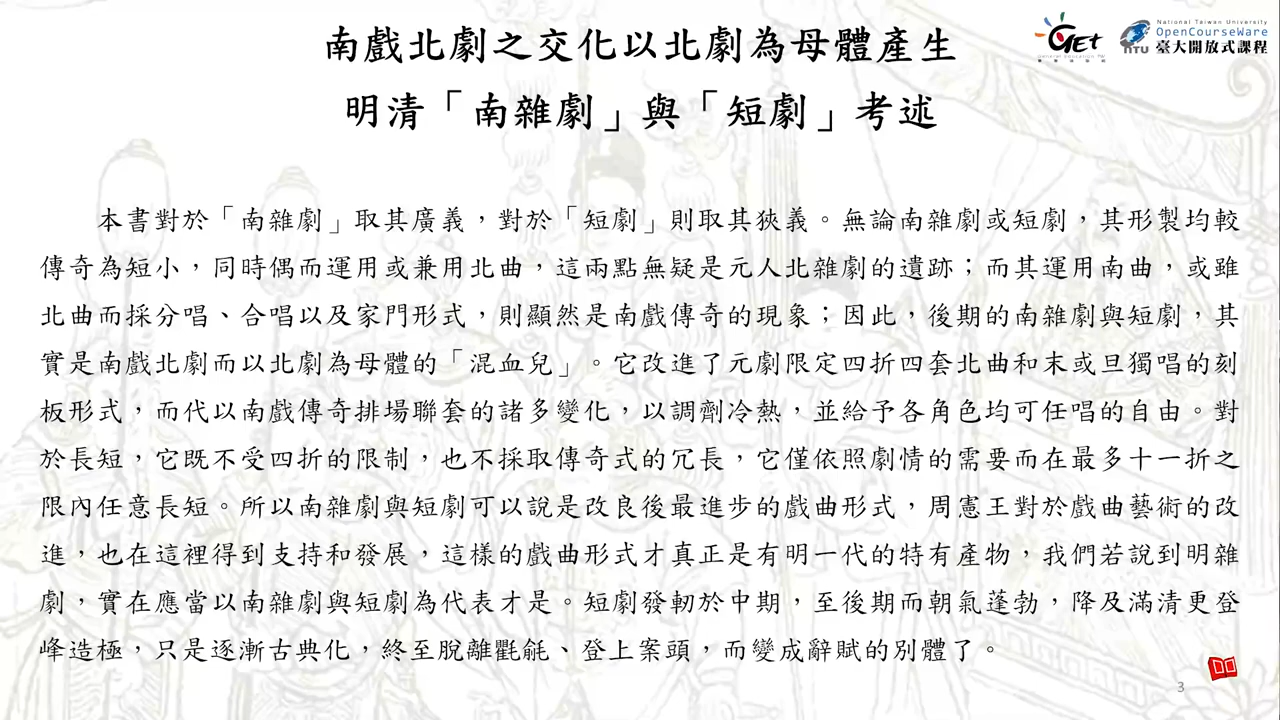 南戲北劇之交化以北劇為母體產生
明清「南雜劇」與「短劇」考述
GET
General Education TW
National Taiwan University
OpenCourseWare
NTU
臺大開放式課程
本書對於「南雜劇」取其廣義，對於「短劇」則取其狹義。無論南雜劇或短劇，其形製均較
傳奇為短小，同時偶而運用或兼用北曲，這兩點無疑是元人北雜劇的遺跡；而其運用南曲，或雖
北曲而採分唱、合唱以及家門形式，則顯然是南戲傳奇的現象；因此，後期的南雜劇與短劇，其
實是南戲北劇而以北劇為母體的「混血兒」。它改進了元劇限定四折四套北曲和末或旦獨唱的刻
板形式，而代以南戲傳奇排場聯套的諸多變化，以調劑冷熱，並給予各角色均可任唱的自由。對
於長短，它既不受四折的限制，也不採取傳奇式的冗長，它僅依照劇情的需要而在最多十一折之
限內任意長短。所以南雜劇與短劇可以說是改良後最進步的戲曲形式，周憲王對於戲曲藝術的改
進，也在這裡得到支持和發展，這樣的戲曲形式才真正是有明一代的特有產物，我們若說到明雜
劇，實在應當以南雜劇與短劇為代表才是。短劇發軔於中期，至後期而朝氣蓬勃，降及滿清更登
峰造極，只是逐漸古典化，終至脫離氍毹、登上案頭，而變成辭賦的別體了。
3